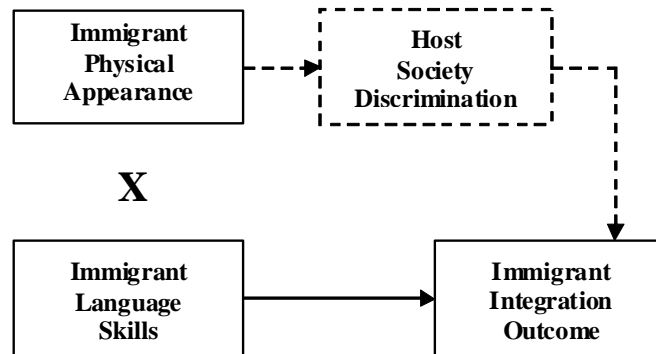 Immigrant
Physical
Appearance
Host
Society
Discrimination
X
Immigrant
Language
Skills
Immigrant
Integration
Outcome